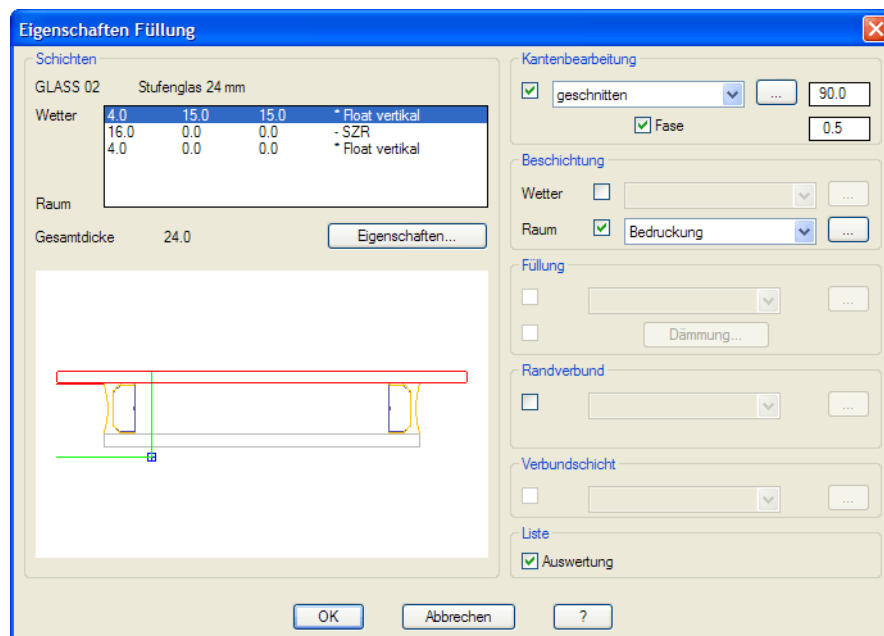 Eigenschaften Füllung
Schichten
GLASS 02 Stufenglas 24 mm
Wetter 4.0 15.0 15.0 * Float vertikal
16.0 0.0 0.0 - SZR
4.0 0.0 0.0 * Float vertikal
Raum
Gesamtdicke 24.0 Eigenschaften...
Kantenbearbeitung
geschnitten ... 90.0
Fase 0.5
Beschichtung
Wetter ...
Raum Bedruckung ...
Füllung
...
Dämmung...
Randverbund
...
Verbundschicht
...
Liste
Auswertung
OK Abbrechen ?